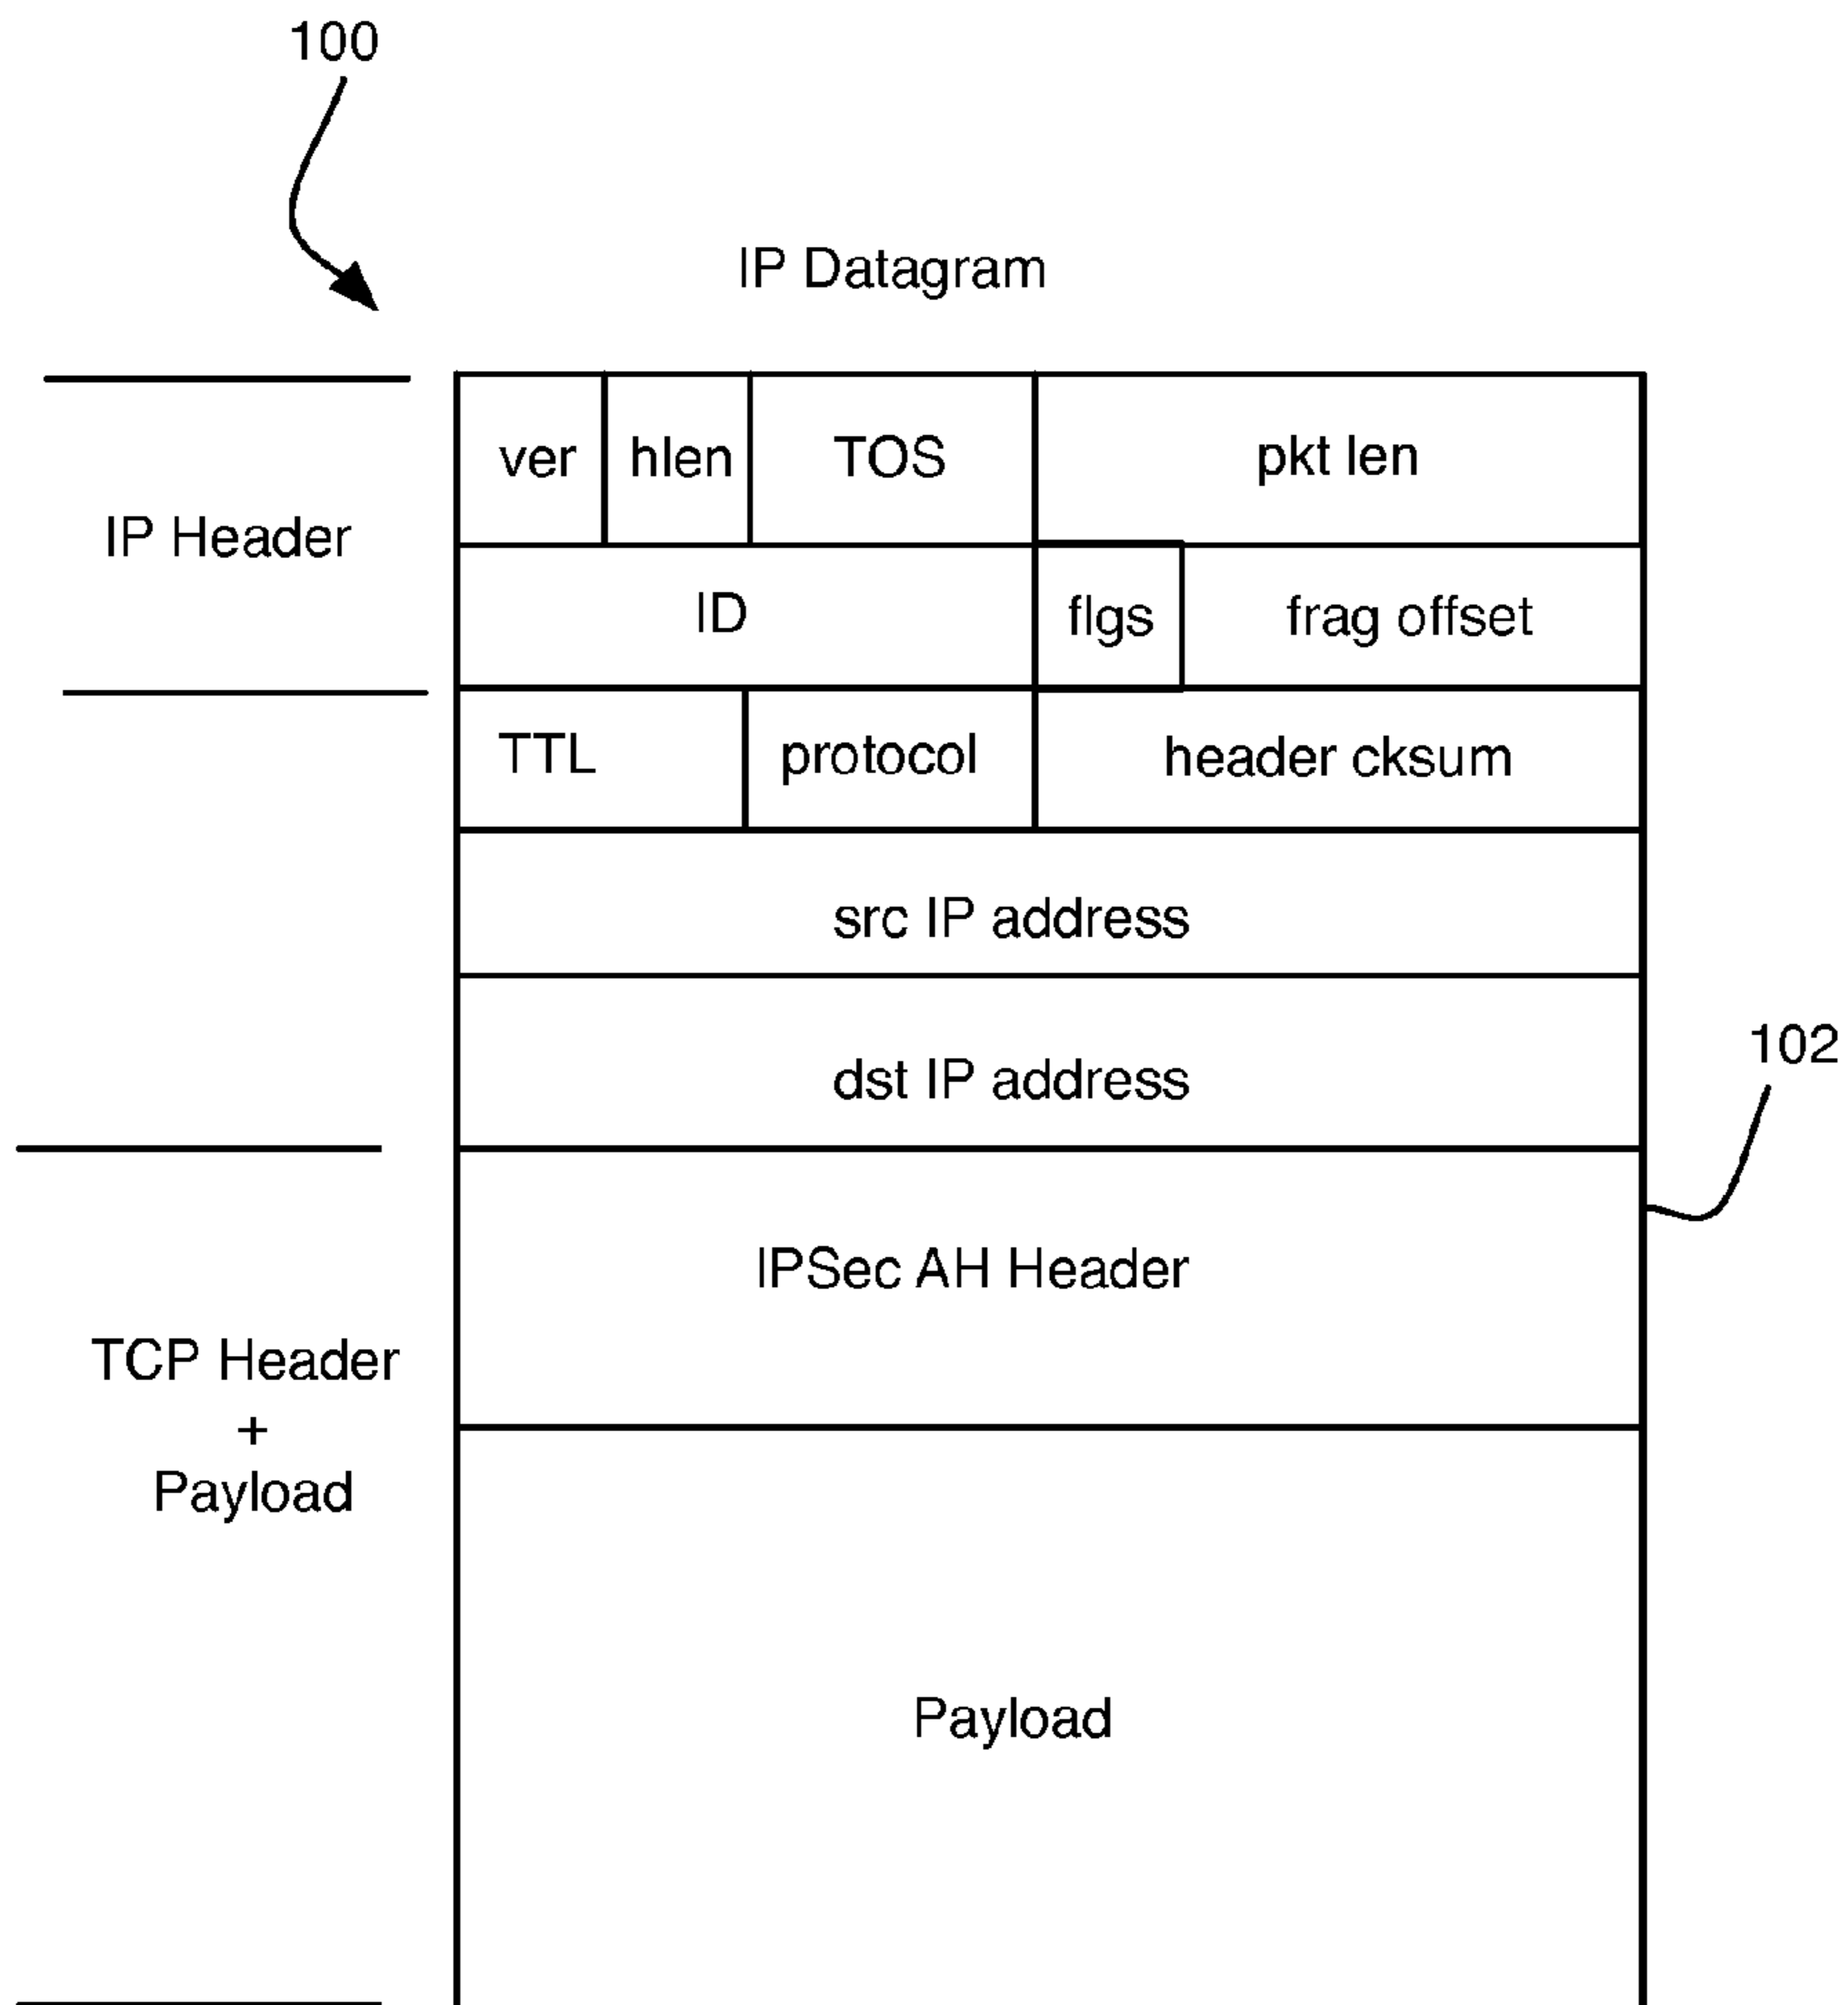 100
IP Datagram
ver hlen TOS pkt len
IP Header
ID flgs frag offset
TTL protocol header cksum
src IP address
dst IP address
102
IPSec AH Header
TCP Header
+
Payload
Payload